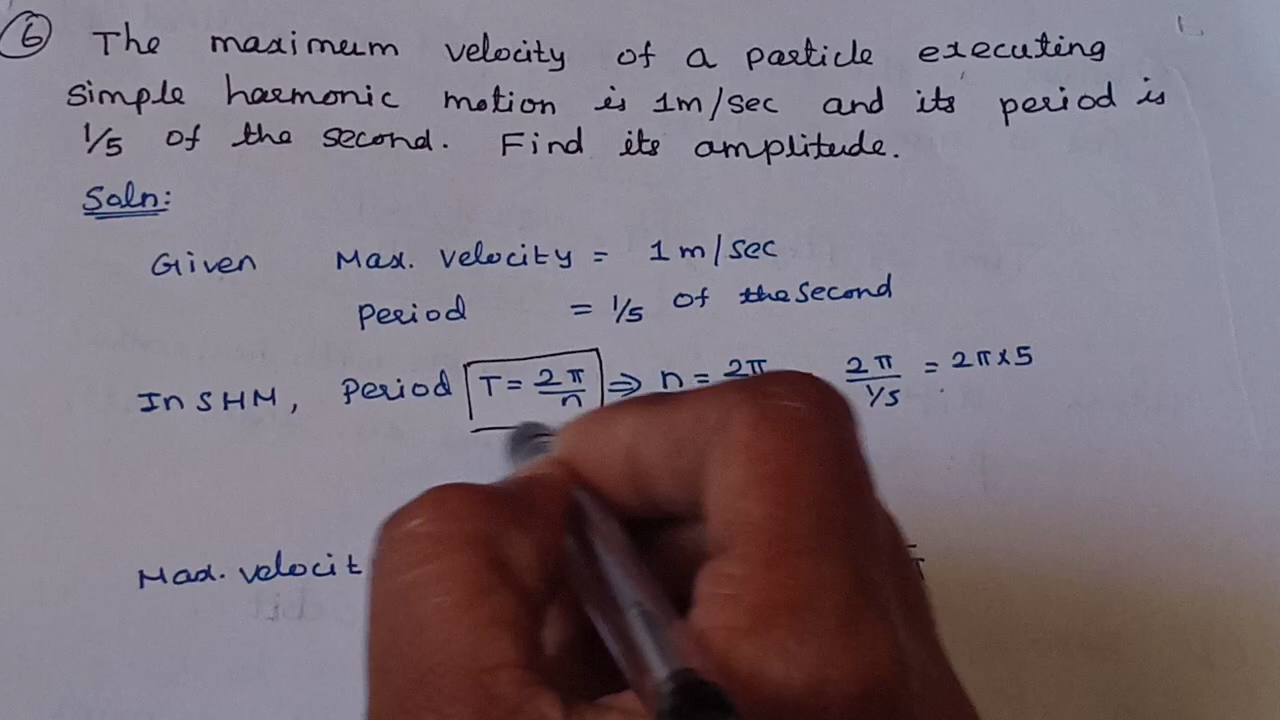 6 The maximum velocity of a particle executing
simple harmonic motion is 1m/sec and its period is
1/5 of the second. Find its amplitude.
Soln:
Given Max. velocity = 1m/sec
Period = 1/5 of the second
In SHM, Period T = 2π/n ⇒ n = 2π 2π/1/5 = 2π×5
Max. velocit